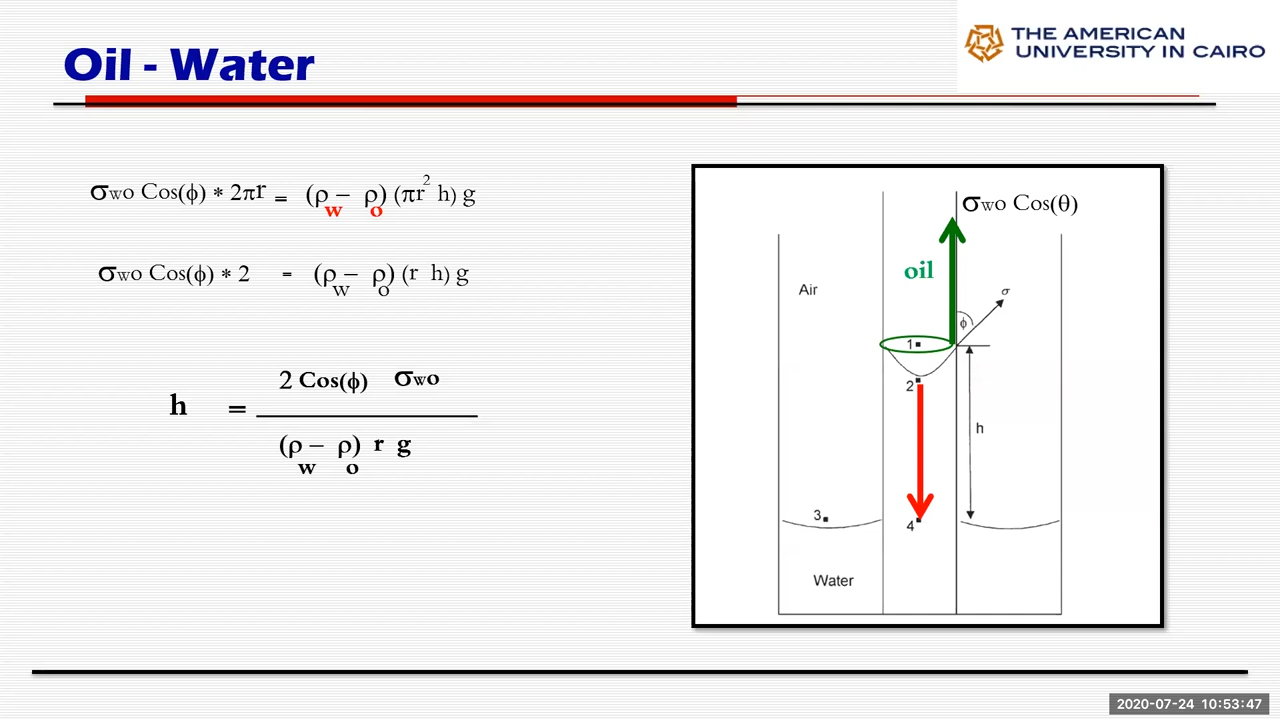 THE AMERICAN
UNIVERSITY IN CAIRO
Oil - Water
σwo Cos(ϕ) * 2πr = (ρw – ρo) (πr² h) g
σwo Cos(ϕ) * 2 = (ρw – ρo) (r h) g
h = 2 Cos(ϕ) σwo
(ρw – ρo) r g
σwo Cos(θ)
oil
Air
σ
ϕ
1
2
h
3
4
Water
2020-07-24 10:53:47